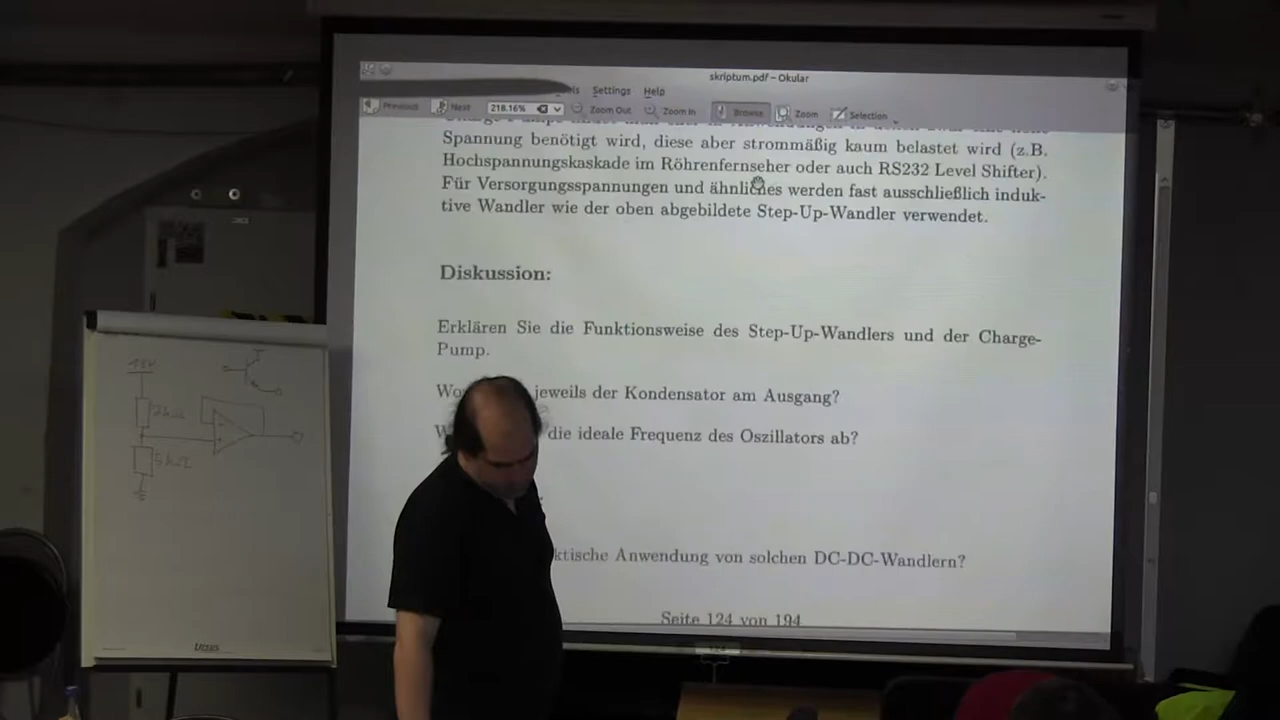 skriptum.pdf – Okular
Settings Help
Previous Next 218.16% Zoom Out Zoom In Browse Zoom Selection
Spannung benötigt wird, diese aber strommäßig kaum belastet wird (z.B.
Hochspannungskaskade im Röhrenfernseher oder auch RS232 Level Shifter).
Für Versorgungsspannungen und ähnliches werden fast ausschließlich induk-
tive Wandler wie der oben abgebildete Step-Up-Wandler verwendet.
Diskussion:
Erklären Sie die Funktionsweise des Step-Up-Wandlers und der Charge-
Pump.
jeweils der Kondensator am Ausgang?
die ideale Frequenz des Oszillators ab?
ktische Anwendung von solchen DC-DC-Wandlern?
Seite 124 von 194